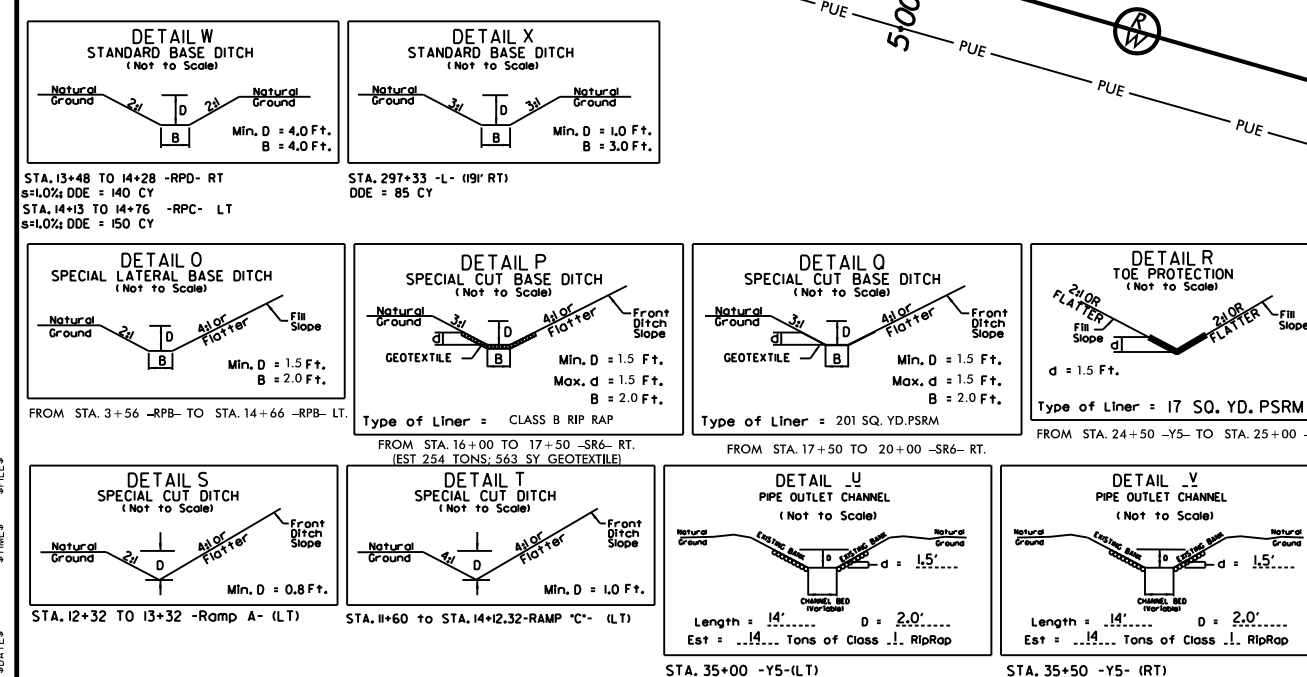 PUE
5+00
PUE
R
W
PUE
PUE
DETAIL W
STANDARD BASE DITCH
(Not to Scale)
Natural
Ground
2:1
D
2:1
Natural
Ground
B
Min. D = 4.0 Ft.
B = 4.0 Ft.
STA. 13+48 TO 14+28 -RPD- RT
s=1.0%; DDE = 140 CY
STA. 14+13 TO 14+76 -RPC- LT
s=1.0%; DDE = 150 CY
DETAIL X
STANDARD BASE DITCH
(Not to Scale)
Natural
Ground
3:1
D
3:1
Natural
Ground
B
Min. D = 1.0 Ft.
B = 3.0 Ft.
STA. 297+33 -L- (191' RT)
DDE = 85 CY
DETAIL O
SPECIAL LATERAL BASE DITCH
(Not to Scale)
Natural
Ground
2:1
D
4:1 or
Flatter
Fill
Slope
B
Min. D = 1.5 Ft.
B = 2.0 Ft.
FROM STA. 3+56 -RPB- TO STA. 14+66 -RPB- LT.
DETAIL P
SPECIAL CUT BASE DITCH
(Not to Scale)
Natural
Ground
3:1
D
4:1 or
Flatter
Front
Ditch
Slope
d
GEOTEXTILE
B
Min. D = 1.5 Ft.
Max. d = 1.5 Ft.
B = 2.0 Ft.
Type of Liner = CLASS B RIP RAP
FROM STA. 16+00 TO 17+50 -SR6- RT.
(EST 254 TONS; 563 SY GEOTEXTILE)
DETAIL Q
SPECIAL CUT BASE DITCH
(Not to Scale)
Natural
Ground
3:1
D
4:1 or
Flatter
Front
Ditch
Slope
d
GEOTEXTILE
B
Min. D = 1.5 Ft.
Max. d = 1.5 Ft.
B = 2.0 Ft.
Type of Liner = 201 SQ. YD.PSRM
FROM STA. 17+50 TO 20+00 -SR6- RT.
DETAIL R
TOE PROTECTION
(Not to Scale)
2:1 OR
FLATTER
Fill
Slope
2:1 OR
FLATTER
Fill
Slope
d
d = 1.5 Ft.
Type of Liner = 17 SQ. YD. PSRM
FROM STA. 24+50 -Y5- TO STA. 25+00 -
DETAIL S
SPECIAL CUT DITCH
(Not to Scale)
Natural
Ground
2:1
D
4:1 or
Flatter
Front
Ditch
Slope
Min. D = 0.8 Ft.
STA. 12+32 TO 13+32 -Ramp A- (LT)
DETAIL T
SPECIAL CUT DITCH
(Not to Scale)
Natural
Ground
4:1
D
4:1 or
Flatter
Front
Ditch
Slope
Min. D = 1.0 Ft.
STA. 11+60 to STA. 14+12.32-RAMP "C"- (LT)
DETAIL U
PIPE OUTLET CHANNEL
(Not to Scale)
Natural
Ground
EXISTING BANK
D
EXISTING BANK
Natural
Ground
d = 1.5'
CHANNEL BED
(Variable)
Length = 14' D = 2.0'
Est = 14 Tons of Class I RipRap
STA. 35+00 -Y5-(LT)
DETAIL V
PIPE OUTLET CHANNEL
(Not to Scale)
Natural
Ground
EXISTING BANK
D
EXISTING BANK
Natural
Ground
d = 1.5'
CHANNEL BED
(Variable)
Length = 14' D = 2.0'
Est = 14 Tons of Class I RipRap
STA. 35+50 -Y5- (RT)
$TIME$